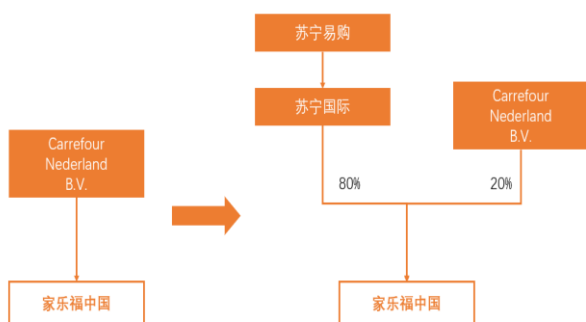 苏宁易购
苏宁国际
Carrefour
Nederland
B.V.
Carrefour
Nederland
B.V.
80%
20%
家乐福中国
家乐福中国